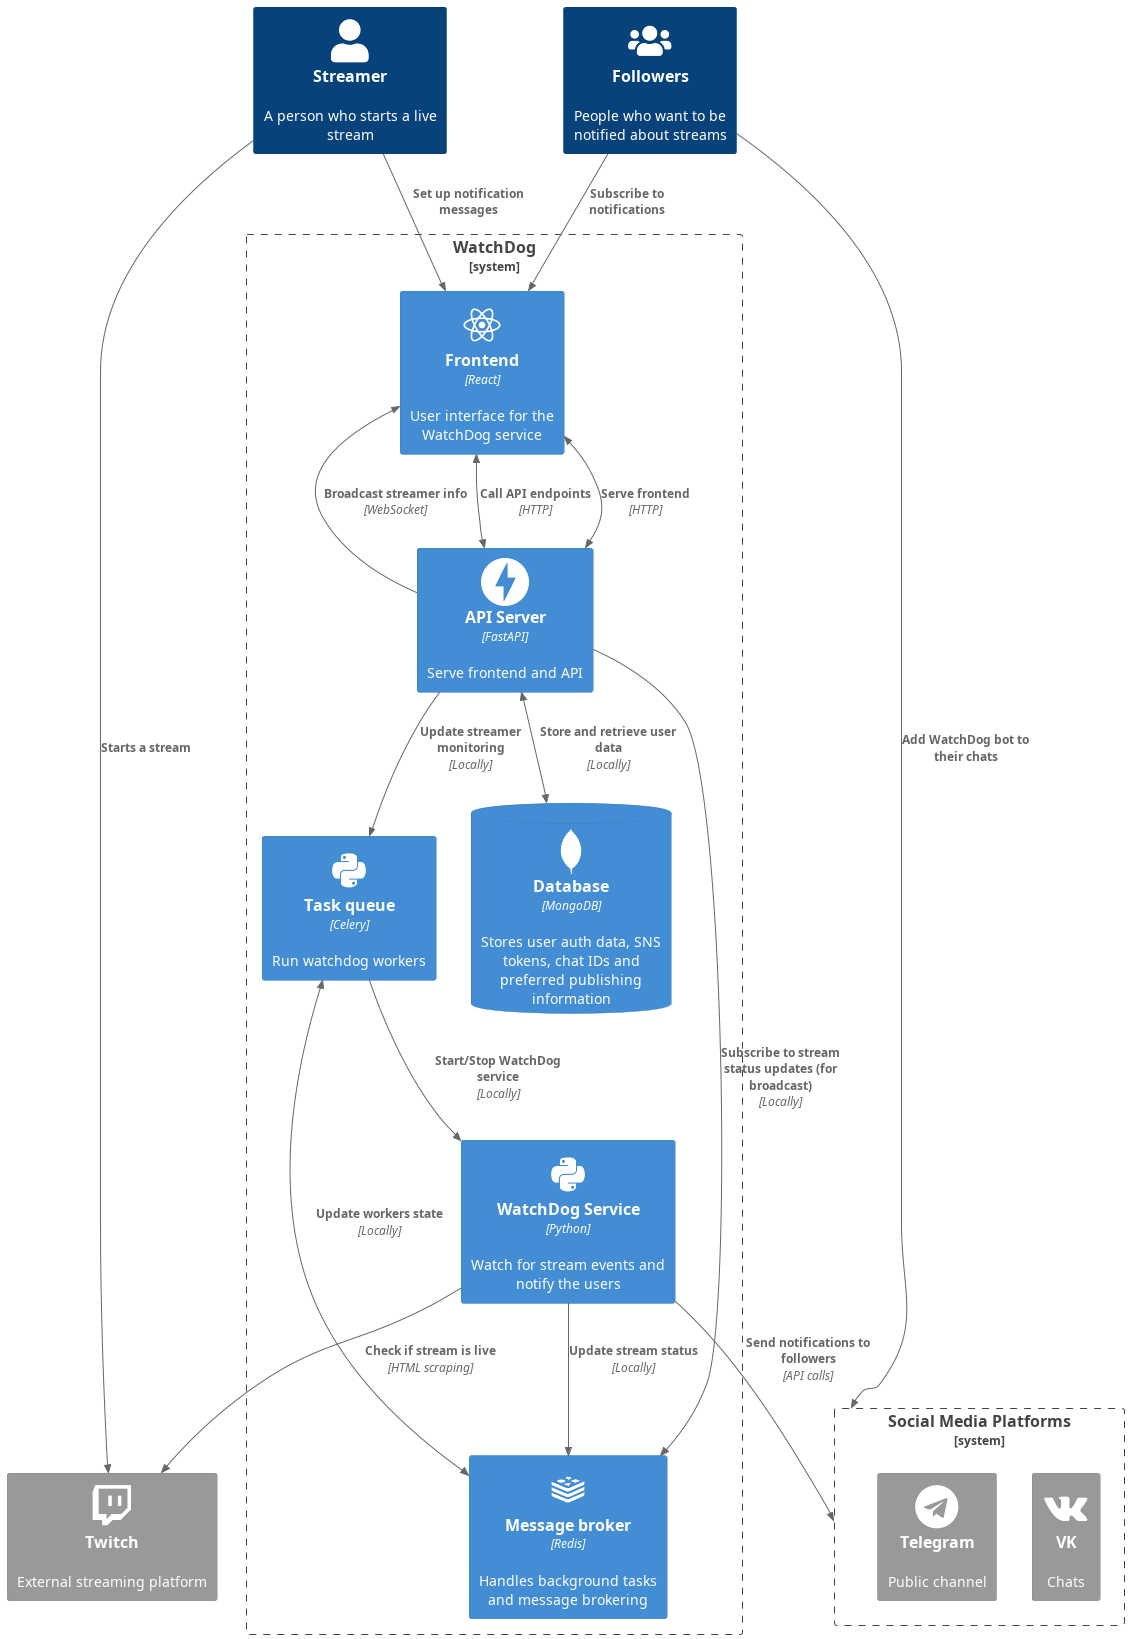 Streamer
A person who starts a live
stream
Followers
People who want to be
notified about streams
Set up notification
messages
Subscribe to
notifications
WatchDog
[system]
Frontend
[React]
User interface for the
WatchDog service
Broadcast streamer info
[WebSocket]
Call API endpoints
[HTTP]
Serve frontend
[HTTP]
API Server
[FastAPI]
Serve frontend and API
Starts a stream
Update streamer
monitoring
[Locally]
Store and retrieve user
data
[Locally]
Add WatchDog bot to
their chats
Task queue
[Celery]
Run watchdog workers
Database
[MongoDB]
Stores user auth data, SNS
tokens, chat IDs and
preferred publishing
information
Start/Stop WatchDog
service
[Locally]
Subscribe to stream
status updates (for
broadcast)
[Locally]
WatchDog Service
[Python]
Watch for stream events and
notify the users
Update workers state
[Locally]
Check if stream is live
[HTML scraping]
Update stream status
[Locally]
Send notifications to
followers
[API calls]
Twitch
External streaming platform
Message broker
[Redis]
Handles background tasks
and message brokering
Social Media Platforms
[system]
Telegram
Public channel
VK
Chats